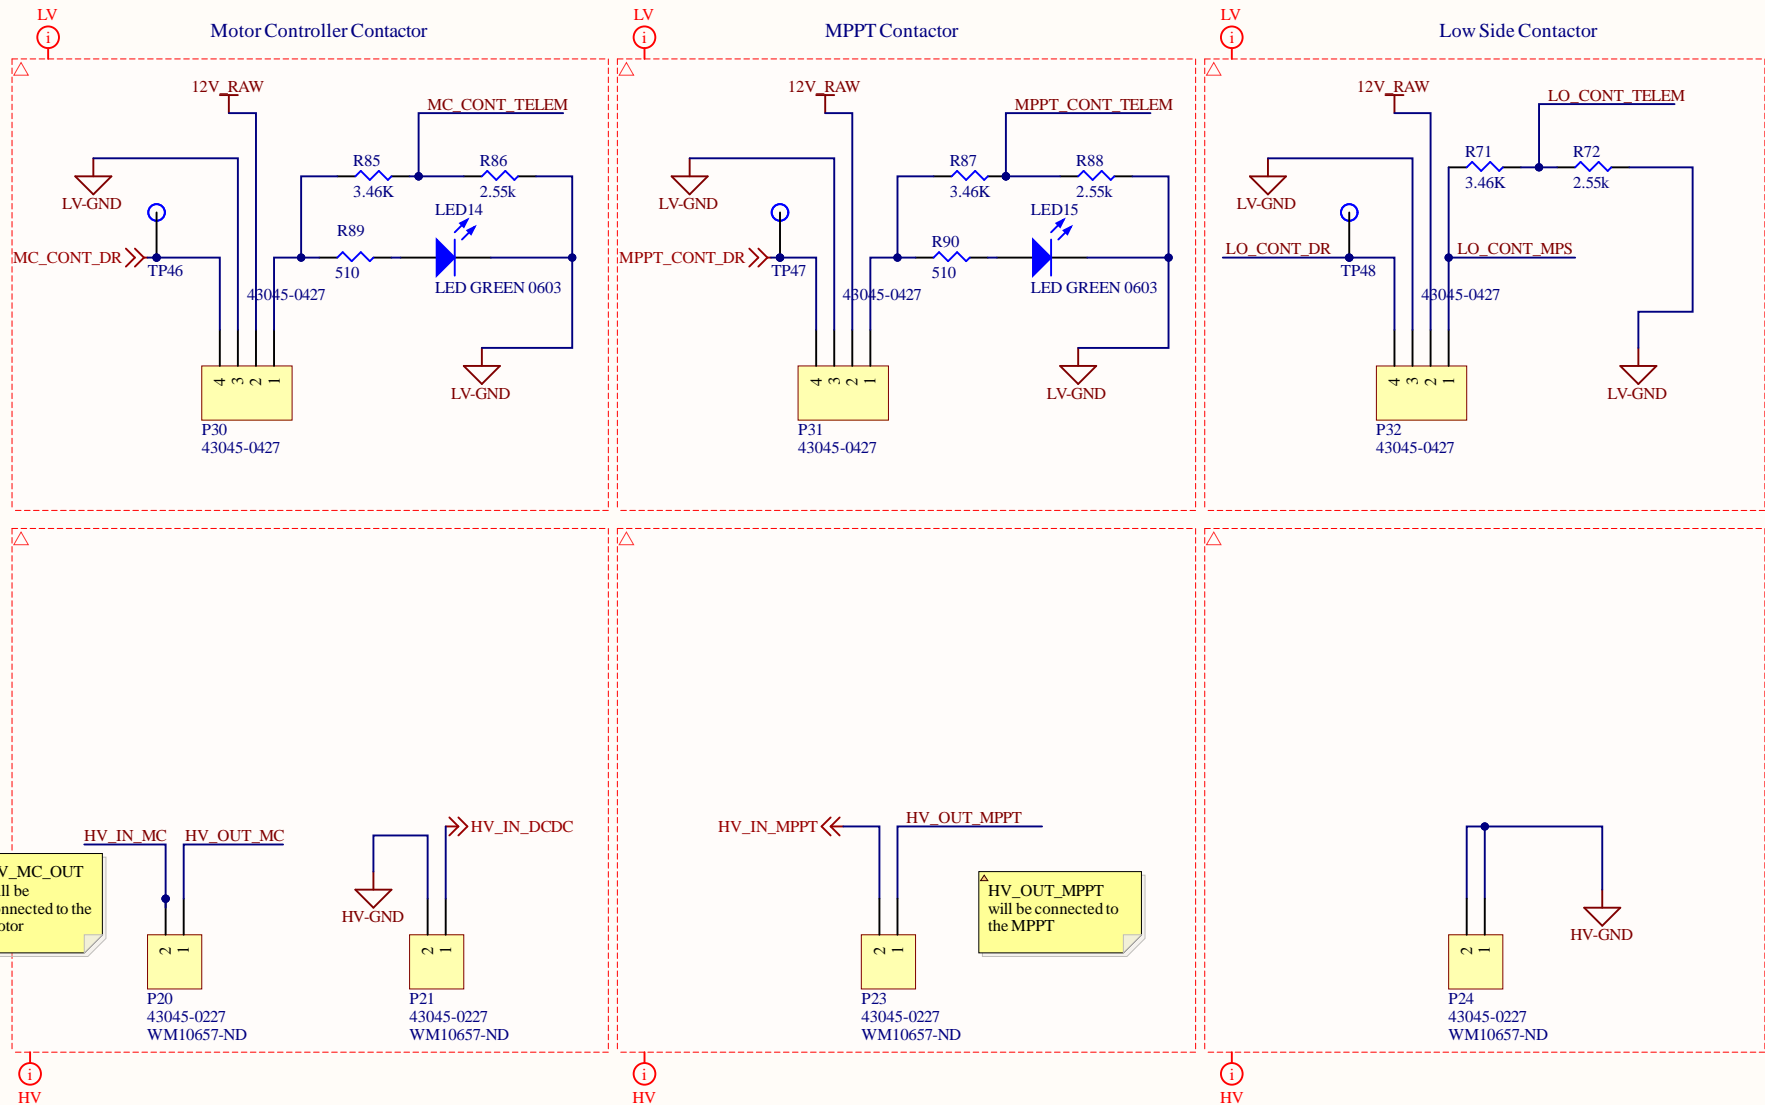 LV
i
Motor Controller Contactor
12V_RAW
MC_CONT_TELEM
R85
3.46K
R86
2.55k
LV-GND
LED14
R89
510
MC_CONT_DR
TP46
LED GREEN 0603
43045-0427
LV-GND
4
3
2
1
P30
43045-0427
LV
i
MPPT Contactor
12V_RAW
MPPT_CONT_TELEM
R87
3.46K
R88
2.55k
LV-GND
LED15
R90
510
MPPT_CONT_DR
TP47
LED GREEN 0603
43045-0427
LV-GND
4
3
2
1
P31
43045-0427
LV
i
Low Side Contactor
12V_RAW
LO_CONT_TELEM
R71
3.46K
R72
2.55k
LV-GND
LO_CONT_DR
TP48
LO_CONT_MPS
43045-0427
LV-GND
4
3
2
1
P32
43045-0427
HV_IN_MC
HV_OUT_MC
V_MC_OUT
ll be
nnected to the
otor
2
1
P20
43045-0227
WM10657-ND
HV_IN_DCDC
HV-GND
2
1
P21
43045-0227
WM10657-ND
i
HV
HV_IN_MPPT
HV_OUT_MPPT
HV_OUT_MPPT
will be connected to
the MPPT
2
1
P23
43045-0227
WM10657-ND
i
HV
HV-GND
2
1
P24
43045-0227
WM10657-ND
i
HV